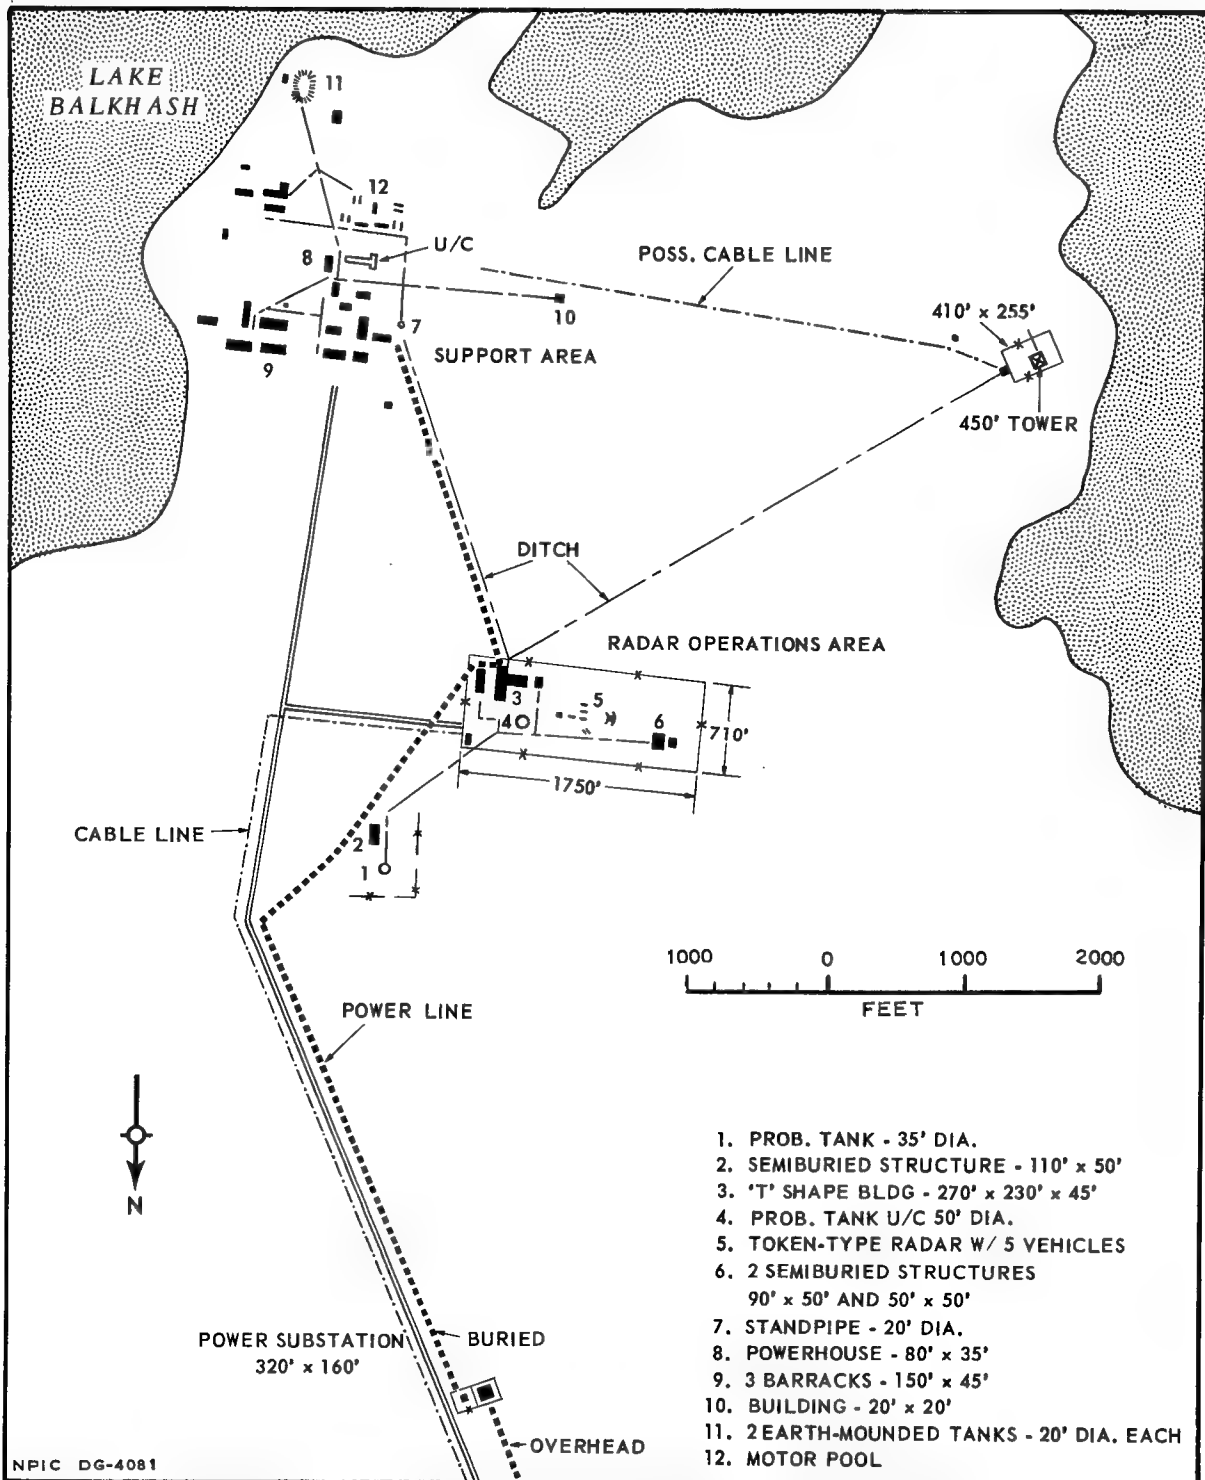 LAKE
BALKHASH
11
12
U/C
8
POSS. CABLE LINE
10
7
410' x 255'
SUPPORT AREA
9
450' TOWER
DITCH
RADAR OPERATIONS AREA
3
5
4
6
710'
1750'
CABLE LINE
2
1
1000 0 1000 2000
FEET
POWER LINE
N
1. PROB. TANK - 35' DIA.
2. SEMIBURIED STRUCTURE - 110' x 50'
3. 'T' SHAPE BLDG - 270' x 230' x 45'
4. PROB. TANK U/C 50' DIA.
5. TOKEN-TYPE RADAR W/ 5 VEHICLES
6. 2 SEMIBURIED STRUCTURES
90' x 50' AND 50' x 50'
7. STANDPIPE - 20' DIA.
8. POWERHOUSE - 80' x 35'
9. 3 BARRACKS - 150' x 45'
10. BUILDING - 20' x 20'
11. 2 EARTH-MOUNDED TANKS - 20' DIA. EACH
12. MOTOR POOL
POWER SUBSTATION
320' x 160'
BURIED
OVERHEAD
NPIC DG-4081